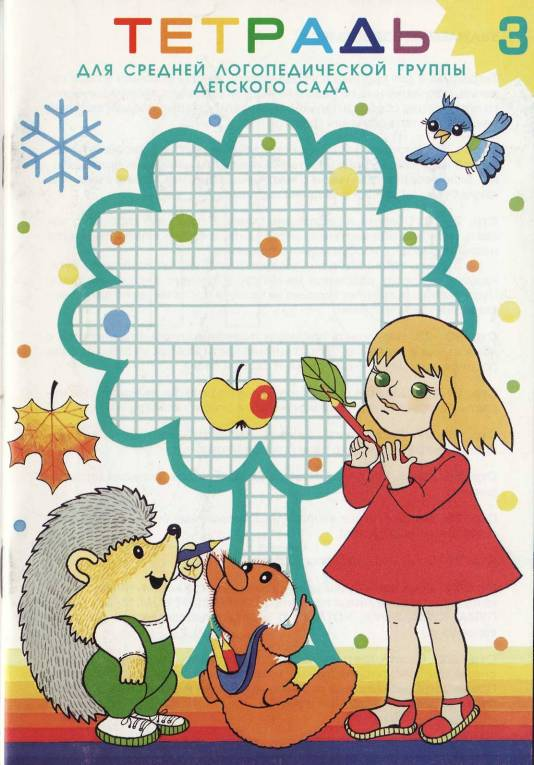 ТЕТРАДЬ 3
ДЛЯ СРЕДНЕЙ ЛОГОПЕДИЧЕСКОЙ ГРУППЫ
ДЕТСКОГО САДА